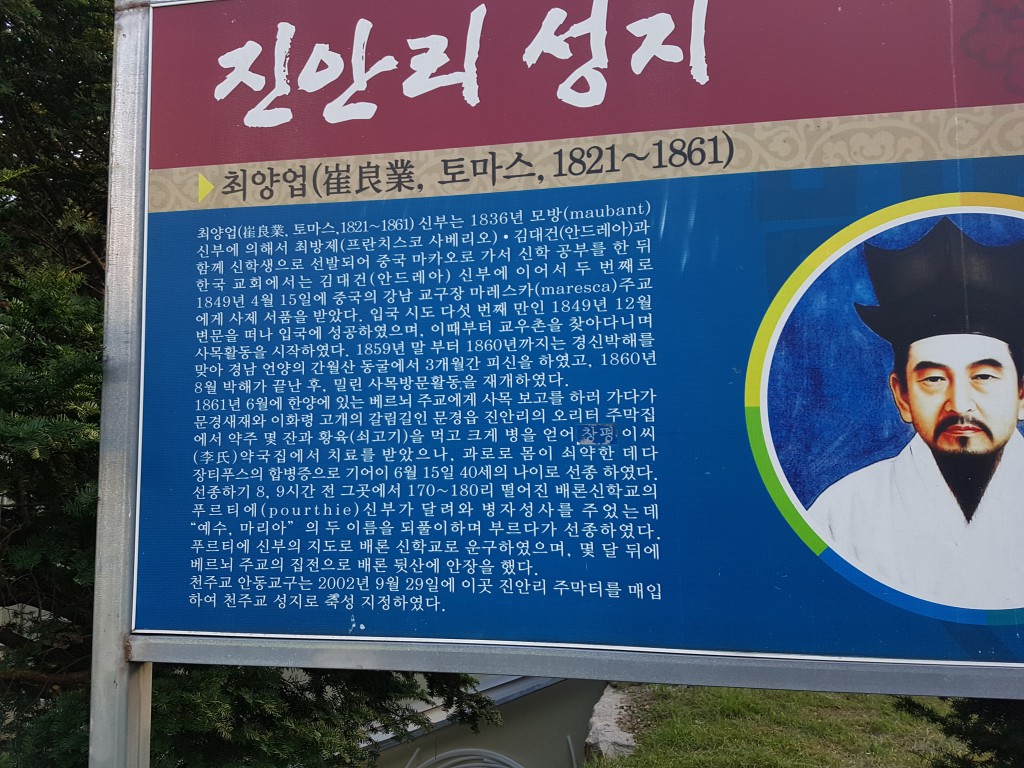 진안리 성지
최양업(崔良業, 토마스, 1821~1861)
최양업(崔良業, 토마스, 1821~1861) 신부는 1836년 모방(maubant)
신부에 의해서 최방제(프란치스코 사베리오)·김대건(안드레아)과
함께 신학생으로 선발되어 중국 마카오로 가서 신학 공부를 한 뒤
한국 교회에서는 김대건(안드레아) 신부에 이어서 두 번째로
1849년 4월 15일에 중국의 강남 교구장 마레스카(maresca)주교
에게 사제 서품을 받았다. 입국 시도 다섯 번째 만인 1849년 12월
변문을 떠나 입국에 성공하였으며, 이때부터 교우촌을 찾아다니며
사목활동을 시작하였다. 1859년 말 부터 1860년까지는 경신박해를
맞아 경남 언양의 간월산 동굴에서 3개월간 피신을 하였고, 1860년
8월 박해가 끝난 후, 밀린 사목방문활동을 재개하였다.
1861년 6월에 한양에 있는 베르뇌 주교에게 사목 보고를 하러 가다가
문경새재와 이화령 고개의 갈림길인 문경읍 진안리의 오리터 주막집
에서 약주 몇 잔과 황육(쇠고기)을 먹고 크게 병을 얻어 창평 이씨
(李氏)약국집에서 치료를 받았으나, 과로로 몸이 쇠약한 데다
장티푸스의 합병증으로 기어이 6월 15일 40세의 나이로 선종 하였다.
선종하기 8, 9시간 전 그곳에서 170~180리 떨어진 배론신학교의
푸르티에(pourthie)신부가 달려와 병자성사를 주었는데
“예수, 마리아” 의 두 이름을 되풀이하며 부르다가 선종하였다.
푸르티에 신부의 지도로 배론 신학교로 운구하였으며, 몇 달 뒤에
베르뇌 주교의 집전으로 배론 뒷산에 안장을 했다.
천주교 안동교구는 2002년 9월 29일에 이곳 진안리 주막터를 매입
하여 천주교 성지로 축성 지정하였다.